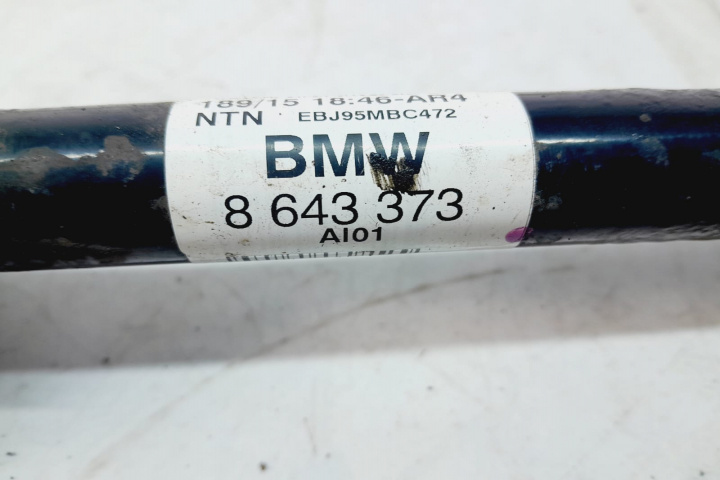 189/15 18:46-AR4
NTN EBJ95MBC472
BMW
8 643 373
AI01